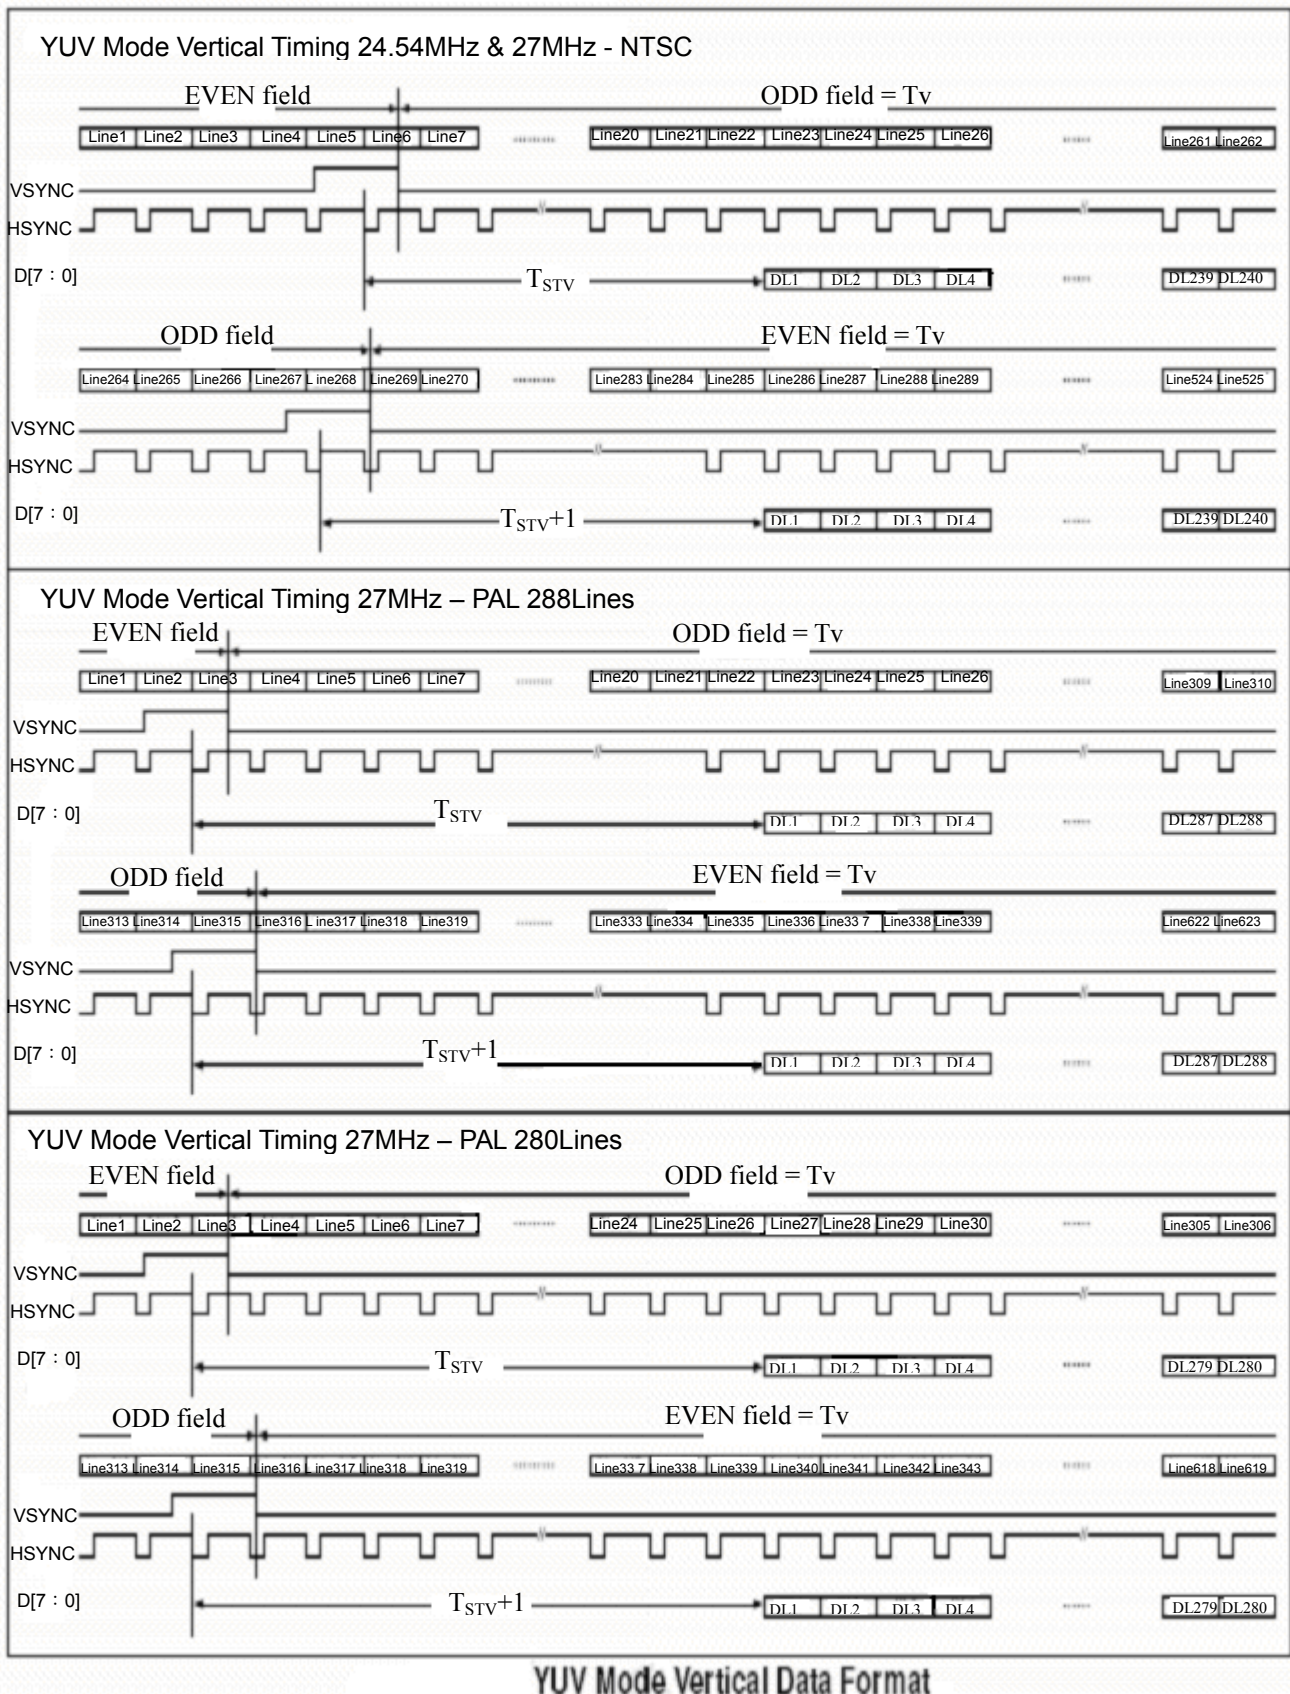 YUV Mode Vertical Timing 24.54MHz & 27MHz - NTSC
EVEN field ODD field = Tv
Line1 Line2 Line3 Line4 Line5 Line6 Line7 Line20 Line21 Line22 Line23 Line24 Line25 Line26 Line261 Line262
VSYNC
HSYNC
D[7：0] TSTV DL1 DL2 DL3 DL4 DL239 DL240
ODD field EVEN field = Tv
Line264 Line265 Line266 Line267 Line268 Line269 Line270 Line283 Line284 Line285 Line286 Line287 Line288 Line289 Line524 Line525
VSYNC
HSYNC
D[7：0] TSTV+1 DL1 DL2 DL3 DL4 DL239 DL240
YUV Mode Vertical Timing 27MHz – PAL 288Lines
EVEN field ODD field = Tv
Line1 Line2 Line3 Line4 Line5 Line6 Line7 Line20 Line21 Line22 Line23 Line24 Line25 Line26 Line309 Line310
VSYNC
HSYNC
D[7：0] TSTV DL1 DL2 DL3 DL4 DL287 DL288
ODD field EVEN field = Tv
Line313 Line314 Line315 Line316 Line317 Line318 Line319 Line333 Line334 Line335 Line336 Line33 7 Line338 Line339 Line622 Line623
VSYNC
HSYNC
D[7：0] TSTV+1 DL1 DL2 DL3 DL4 DL287 DL288
YUV Mode Vertical Timing 27MHz – PAL 280Lines
EVEN field ODD field = Tv
Line1 Line2 Line3 Line4 Line5 Line6 Line7 Line24 Line25 Line26 Line27 Line28 Line29 Line30 Line305 Line306
VSYNC
HSYNC
D[7：0] TSTV DL1 DL2 DL3 DL4 DL279 DL280
ODD field EVEN field = Tv
Line313 Line314 Line315 Line316 Line317 Line318 Line319 Line33 7 Line338 Line339 Line340 Line341 Line342 Line343 Line618 Line619
VSYNC
HSYNC
D[7：0] TSTV+1 DL1 DL2 DL3 DL4 DL279 DL280
YUV Mode Vertical Data Format